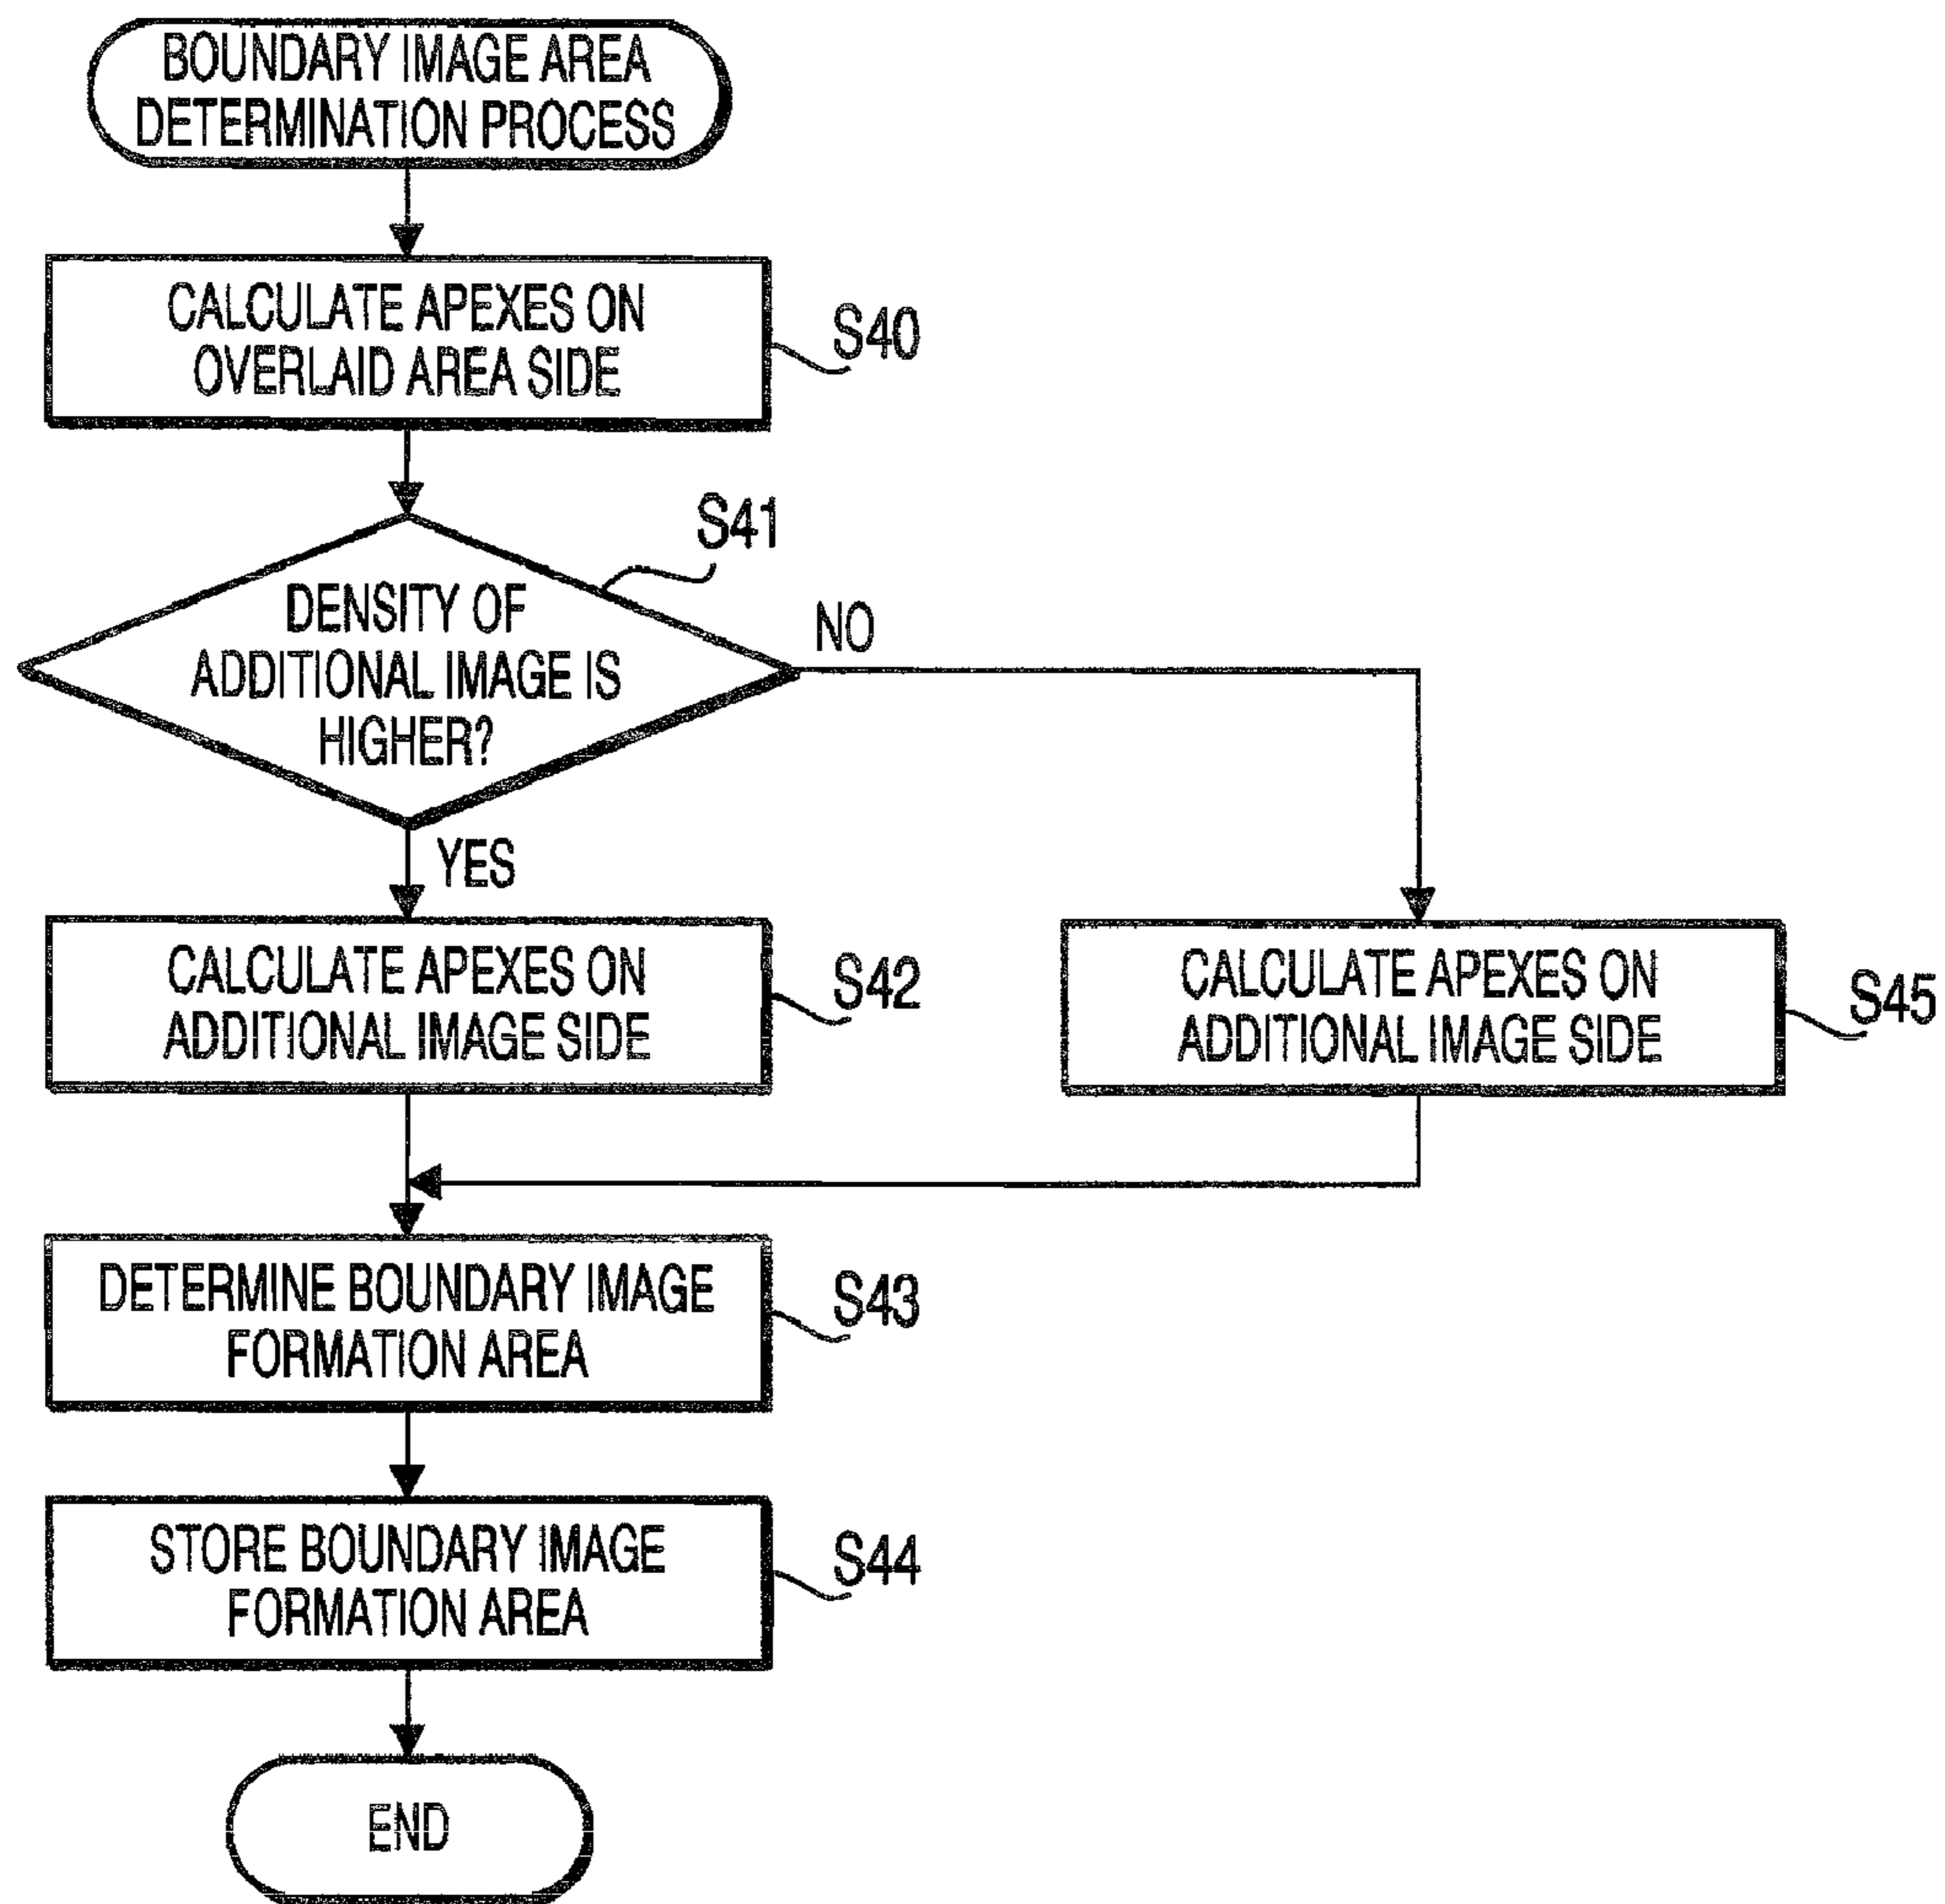 BOUNDARY IMAGE AREA
DETERMINATION PROCESS
CALCULATE APEXES ON
OVERLAID AREA SIDE
S40
S41
DENSITY OF
ADDITIONAL IMAGE IS
HIGHER?
NO
YES
CALCULATE APEXES ON
ADDITIONAL IMAGE SIDE
S42
CALCULATE APEXES ON
ADDITIONAL IMAGE SIDE
S45
DETERMINE BOUNDARY IMAGE
FORMATION AREA
S43
STORE BOUNDARY IMAGE
FORMATION AREA
S44
END